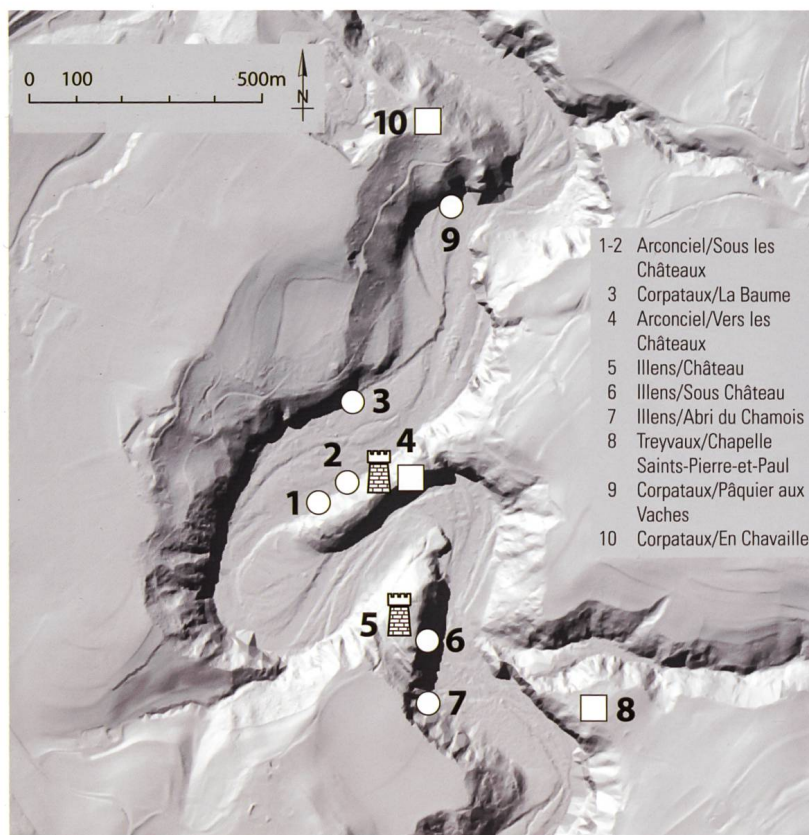 0 100 500m
N
10
9
1-2 Arconciel/Sous les
Châteaux
3 Corpataux/La Baume
4 Arconciel/Vers les
Châteaux
5 Illens/Château
6 Illens/Sous Château
7 Illens/Abri du Chamois
8 Treyvaux/Chapelle
Saints-Pierre-et-Paul
9 Corpataux/Pâquier aux
Vaches
10 Corpataux/En Chavaille
3
4
2
1
5
6
7
8